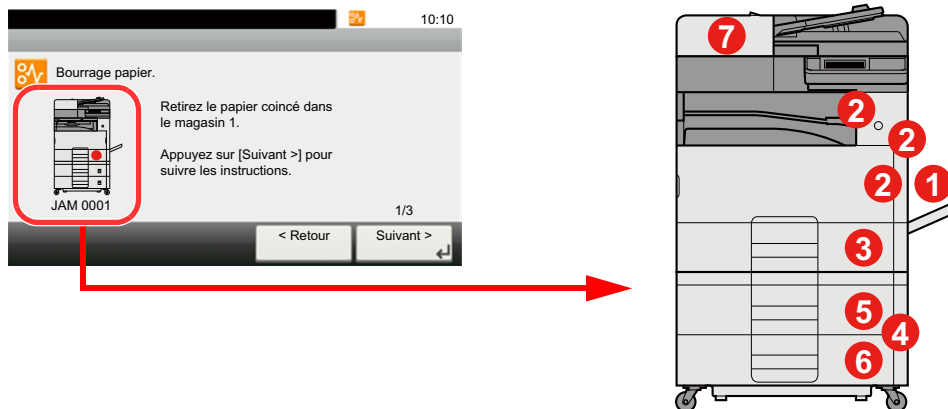 10:10
Bourrage papier.
Retirez le papier coincé dans
le magasin 1.
Appuyez sur [Suivant >] pour
suivre les instructions.
JAM 0001
1/3
< Retour
Suivant >
7
2
2
2
1
3
5
4
6